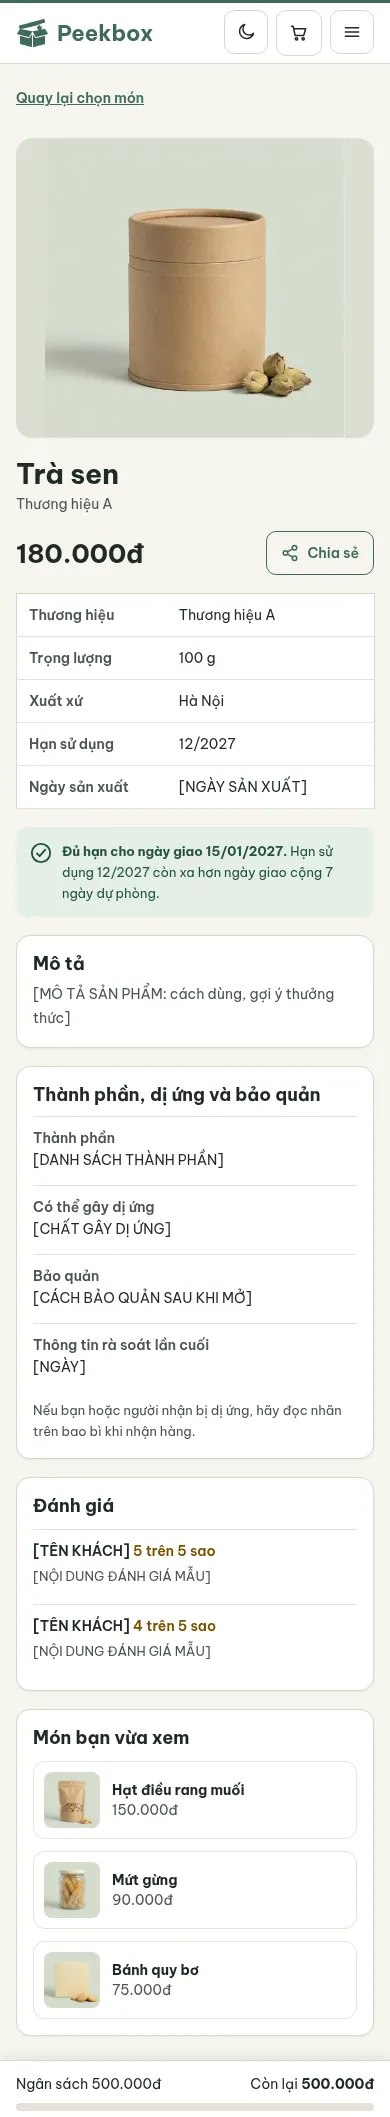 Peekbox
Quay lại chọn món
Trà sen
Thương hiệu A
180.000đ
Chia sẻ
Thương hiệu Thương hiệu A
Trọng lượng 100 g
Xuất xứ Hà Nội
Hạn sử dụng 12/2027
Ngày sản xuất [NGÀY SẢN XUẤT]
Đủ hạn cho ngày giao 15/01/2027. Hạn sử
dụng 12/2027 còn xa hơn ngày giao cộng 7
ngày dự phòng.
Mô tả
[MÔ TẢ SẢN PHẨM: cách dùng, gợi ý thưởng
thức]
Thành phần, dị ứng và bảo quản
Thành phần
[DANH SÁCH THÀNH PHẦN]
Có thể gây dị ứng
[CHẤT GÂY DỊ ỨNG]
Bảo quản
[CÁCH BẢO QUẢN SAU KHI MỞ]
Thông tin rà soát lần cuối
[NGÀY]
Nếu bạn hoặc người nhận bị dị ứng, hãy đọc nhãn
trên bao bì khi nhận hàng.
Đánh giá
[TÊN KHÁCH] 5 trên 5 sao
[NỘI DUNG ĐÁNH GIÁ MẪU]
[TÊN KHÁCH] 4 trên 5 sao
[NỘI DUNG ĐÁNH GIÁ MẪU]
Món bạn vừa xem
Hạt điều rang muối
150.000đ
Mứt gừng
90.000đ
Bánh quy bơ
75.000đ
Ngân sách 500.000đ Còn lại 500.000đ